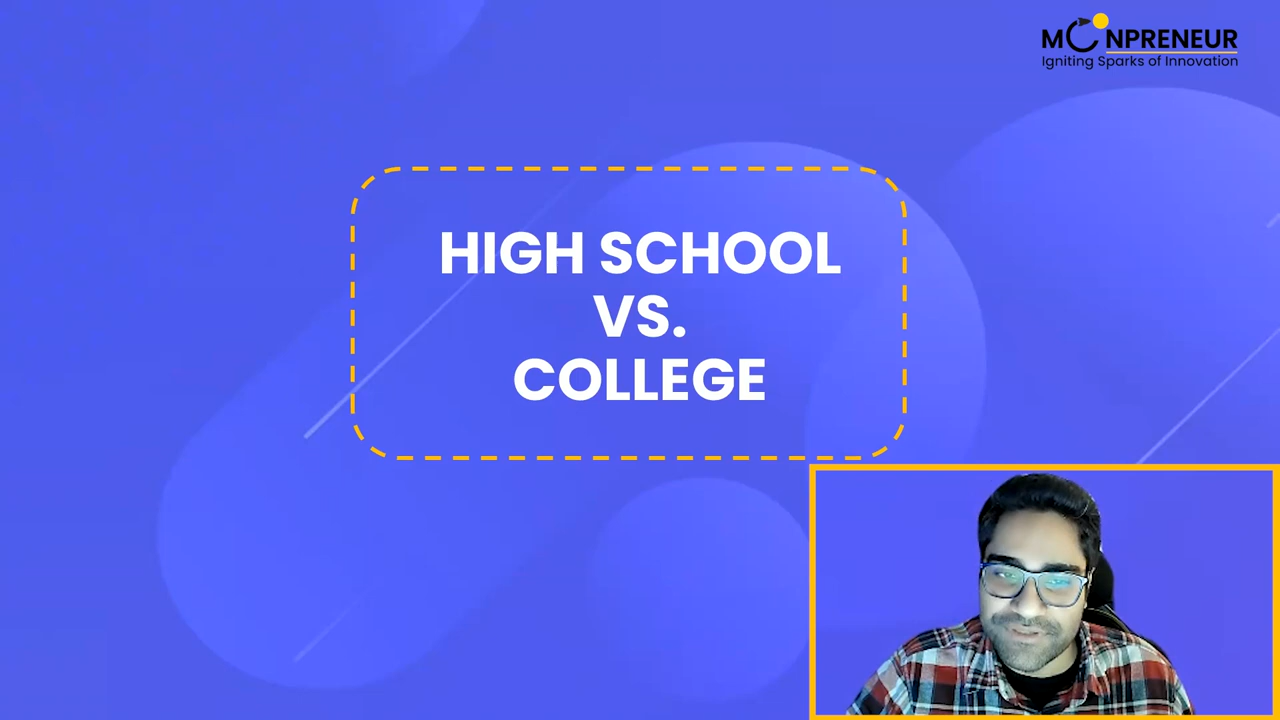 MOONPRENEUR
Igniting Sparks of Innovation
HIGH SCHOOL
VS.
COLLEGE